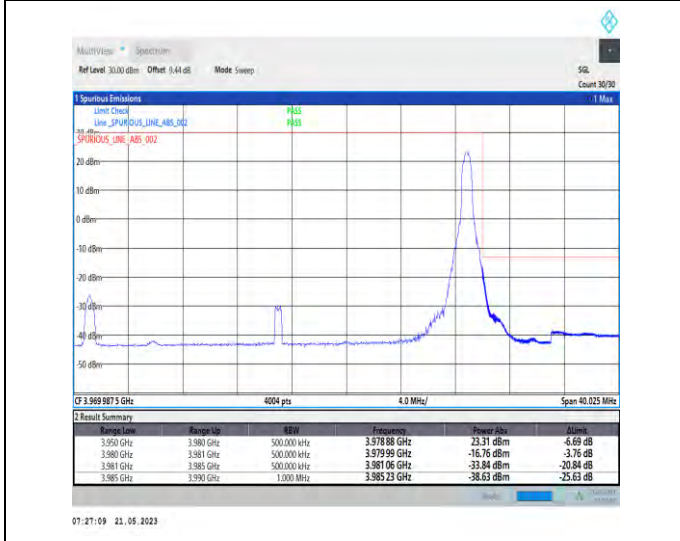 MultiView Spectrum
Ref Level 30.00 dBm Offset 9.44 dB Mode Sweep SGL
Count 30/30
1 Spurious Emissions 1 Max
Limit Check PASS
Line _SPURIOUS_LINE_ABS_002 PASS
_SPURIOUS_LINE_ABS_002
20 dBm
10 dBm
0 dBm
-10 dBm
-20 dBm
-30 dBm
-40 dBm
-50 dBm
CF 3.969 987 5 GHz 4004 pts 4.0 MHz/ Span 40.025 MHz
2 Result Summary
Range Low Range Up RBW Frequency Power Abs ΔLimit
3.950 GHz 3.980 GHz 500.000 kHz 3.978 88 GHz 23.31 dBm -6.69 dB
3.980 GHz 3.981 GHz 500.000 kHz 3.979 99 GHz -16.76 dBm -3.76 dB
3.981 GHz 3.985 GHz 500.000 kHz 3.981 06 GHz -33.84 dBm -20.84 dB
3.985 GHz 3.990 GHz 1.000 MHz 3.985 23 GHz -38.63 dBm -25.63 dB
Ready
07:27:09 21.05.2023